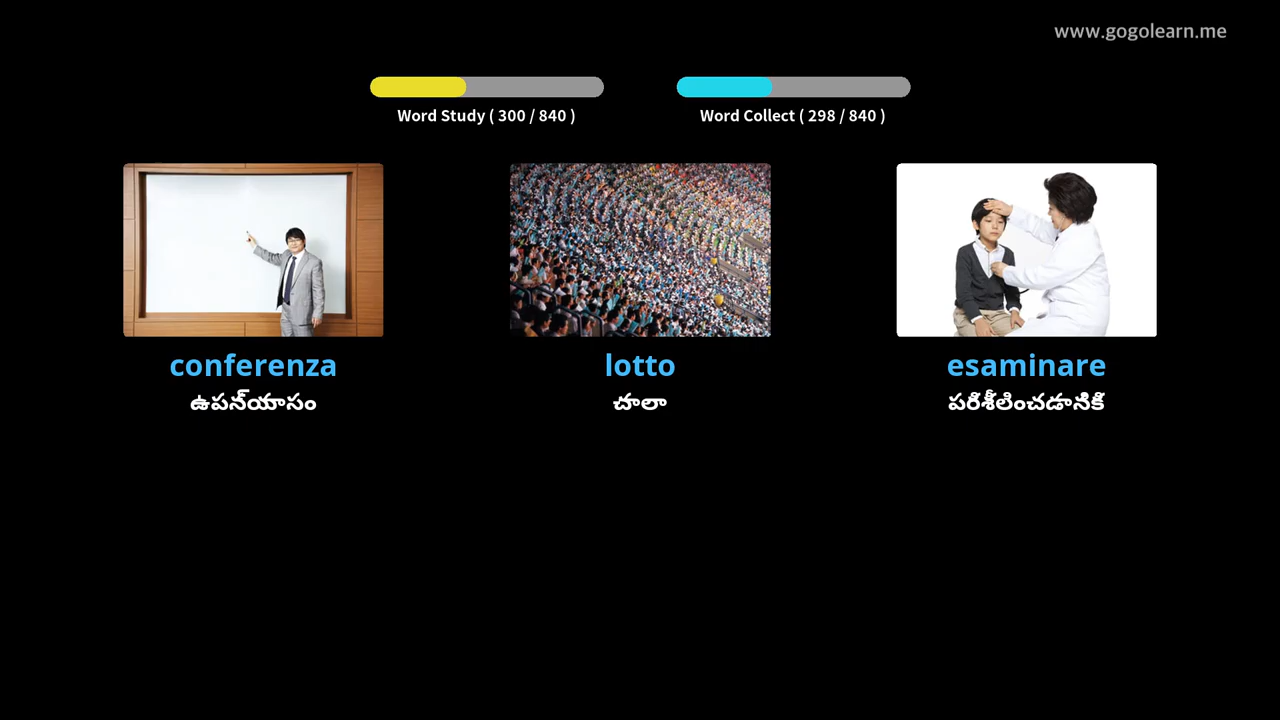 www.gogolearn.me
Word Study ( 300 / 840 )
Word Collect ( 298 / 840 )
conferenza
lotto
esaminare
ఉపన్యాసం
చాలా
పరిశీలించడానికి